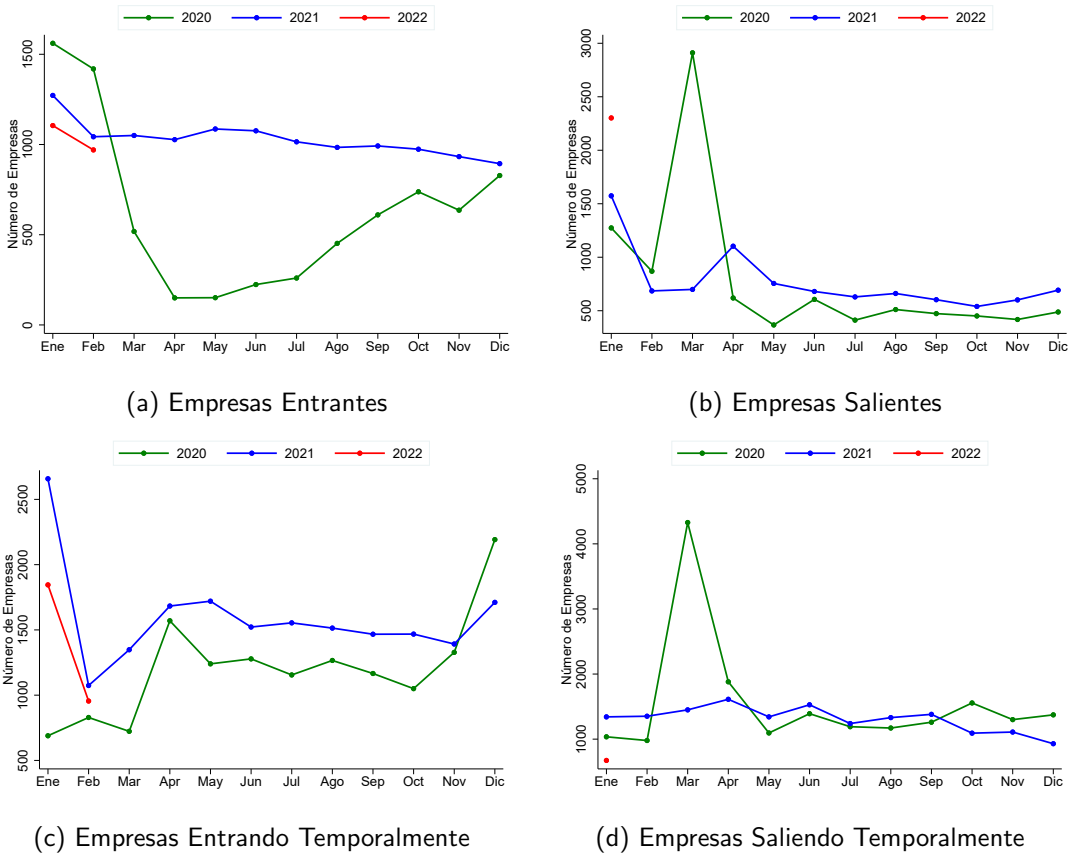 2020 2021 2022
Número de Empresas
1500
1000
500
0
Ene Feb Mar Apr May Jun Jul Ago Sep Oct Nov Dic
(a) Empresas Entrantes
2020 2021 2022
Número de Empresas
3000
2500
2000
1500
1000
500
Ene Feb Mar Apr May Jun Jul Ago Sep Oct Nov Dic
(b) Empresas Salientes
2020 2021 2022
Número de Empresas
2500
2000
1500
1000
500
Ene Feb Mar Apr May Jun Jul Ago Sep Oct Nov Dic
(c) Empresas Entrando Temporalmente
2020 2021 2022
Número de Empresas
5000
4000
3000
2000
1000
Ene Feb Mar Apr May Jun Jul Ago Sep Oct Nov Dic
(d) Empresas Saliendo Temporalmente